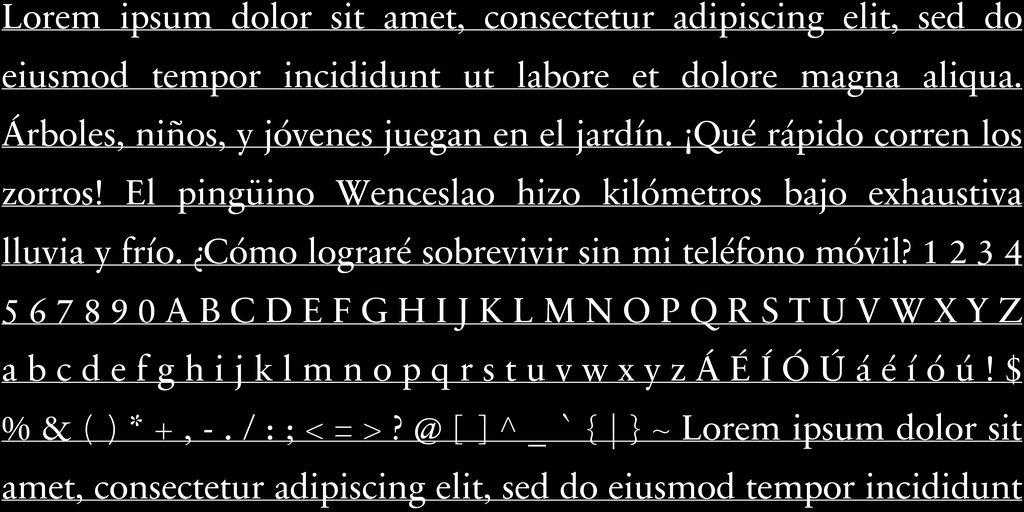 Lorem ipsum dolor sit amet, consectetur adipiscing elit, sed do
eiusmod tempor incididunt ut labore et dolore magna aliqua.
Árboles, niños, y jóvenes juegan en el jardín. ¡Qué rápido corren los
zorros! El pingüino Wenceslao hizo kilómetros bajo exhaustiva
lluvia y frío. ¿Cómo lograré sobrevivir sin mi teléfono móvil? 1 2 3 4
5 6 7 8 9 0 A B C D E F G H I J K L M N O P Q R S T U V W X Y Z
a b c d e f g h i j k l m n o p q r s t u v w x y z Á É Í Ó Ú á é í ó ú ! $
% & ( ) * + , - . / : ; < = > ? @ [ ] ^ _ ` { | } ~ Lorem ipsum dolor sit
amet, consectetur adipiscing elit, sed do eiusmod tempor incididunt